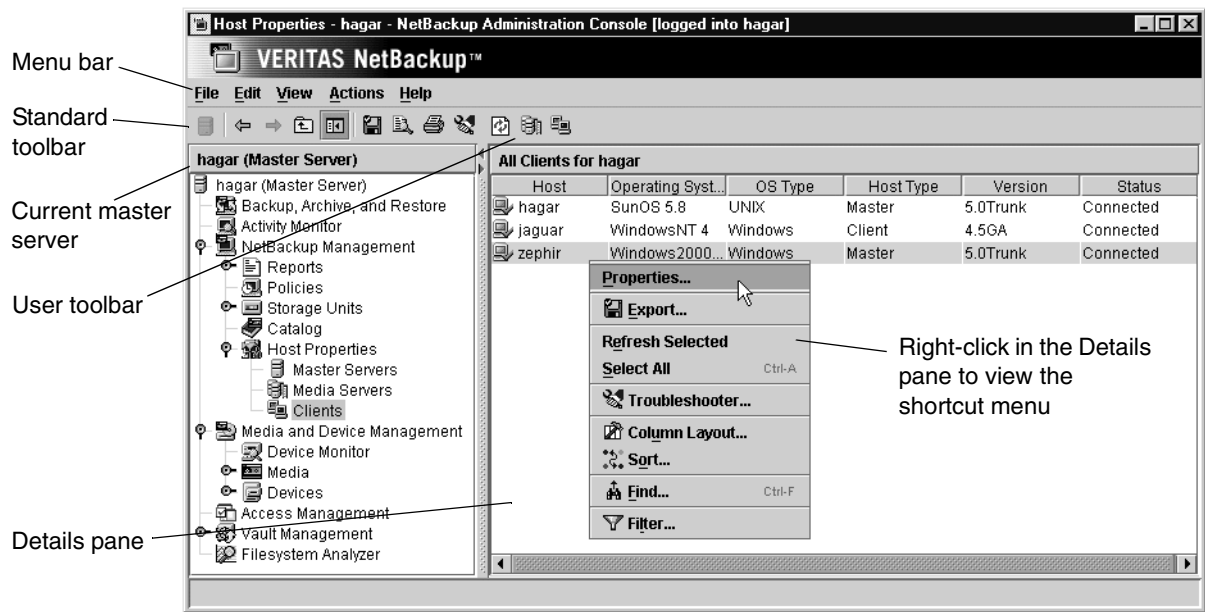 Host Properties - hagar - NetBackup Administration Console [logged into hagar]
VERITAS NetBackup™
Menu bar
File Edit View Actions Help
Standard
toolbar
hagar (Master Server)
All Clients for hagar
Current master
server
User toolbar
Details pane
hagar (Master Server)
Backup, Archive, and Restore
Activity Monitor
NetBackup Management
Reports
Policies
Storage Units
Catalog
Host Properties
Master Servers
Media Servers
Clients
Media and Device Management
Device Monitor
Media
Devices
Access Management
Vault Management
Filesystem Analyzer
Host Operating Syst... OS Type Host Type Version Status
hagar SunOS 5.8 UNIX Master 5.0Trunk Connected
jaguar WindowsNT 4 Windows Client 4.5GA Connected
zephir Windows2000... Windows Master 5.0Trunk Connected
Properties...
Export...
Refresh Selected
Select All Ctrl-A
Troubleshooter...
Column Layout...
Sort...
Find... Ctrl-F
Filter...
Right-click in the Details
pane to view the
shortcut menu